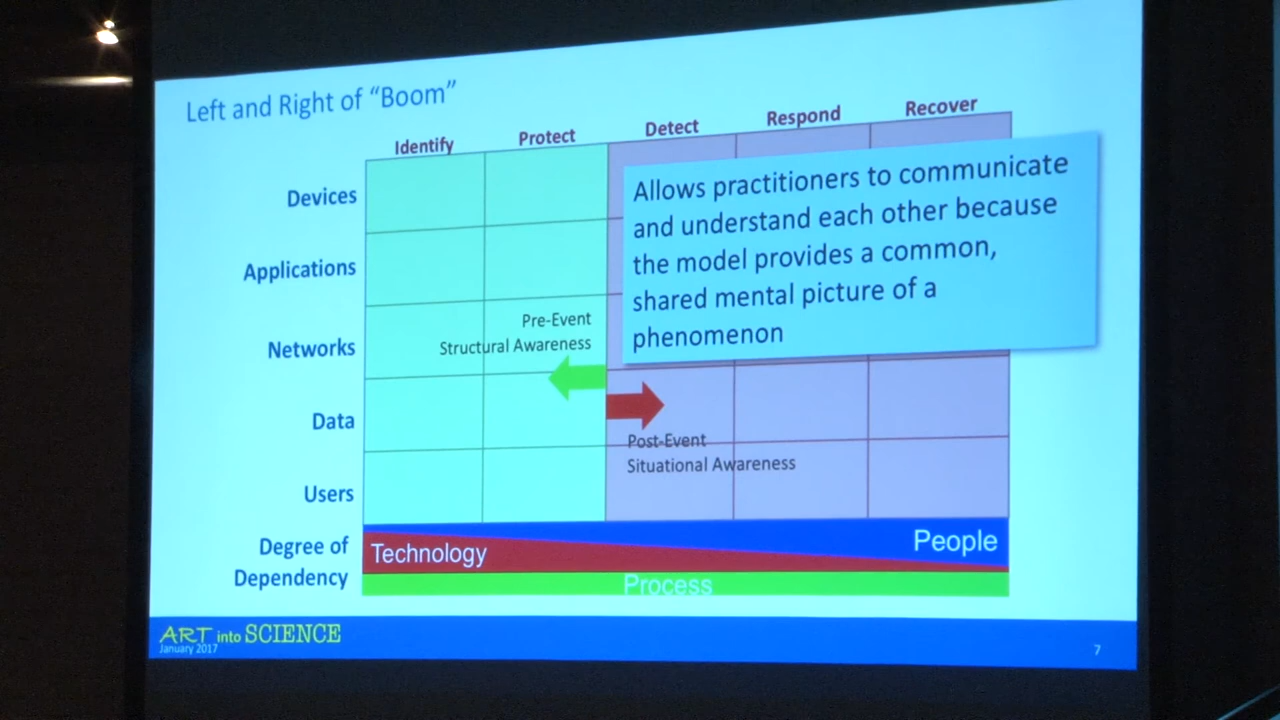 Left and Right of “Boom”
Identify Protect Detect Respond Recover
Devices
Applications
Networks
Data
Users
Degree of
Dependency
Allows practitioners to communicate
and understand each other because
the model provides a common,
shared mental picture of a
phenomenon
Pre-Event
Structural Awareness
Post-Event
Situational Awareness
Technology
People
Process
ART into SCIENCE
January 2017
7